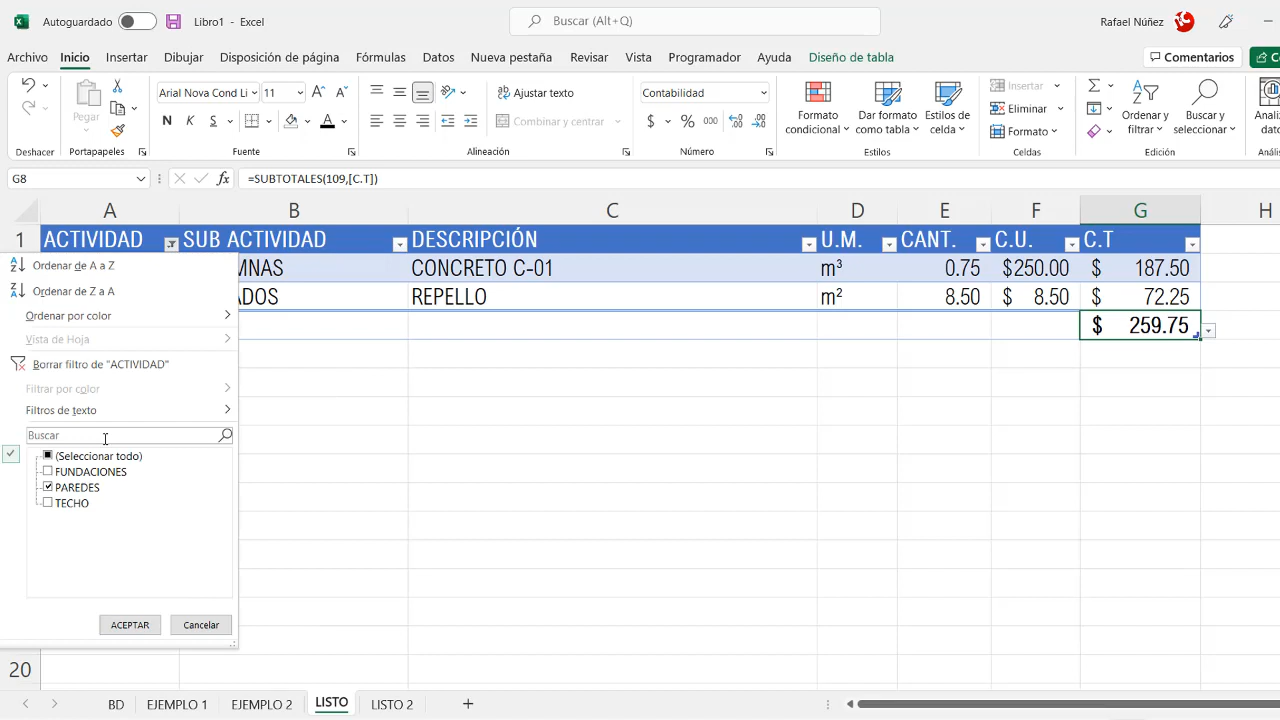 Autoguardado Libro1 - Excel Buscar (Alt+Q) Rafael Núñez
Archivo Inicio Insertar Dibujar Disposición de página Fórmulas Datos Nueva pestaña Revisar Vista Programador Ayuda Diseño de tabla Comentarios
Pegar
Arial Nova Cond Li 11
N K S
Ajustar texto
Combinar y centrar
Contabilidad
$ % 000
Formato condicional
Dar formato como tabla
Estilos de celda
Insertar
Eliminar
Formato
Ordenar y filtrar
Buscar y seleccionar
Deshacer Portapapeles Fuente Alineación Número Estilos Celdas Edición
G8 fx =SUBTOTALES(109,[C.T])
A B C D E F G H
1 ACTIVIDAD SUB ACTIVIDAD DESCRIPCIÓN U.M. CANT. C.U. C.T
MNAS CONCRETO C-01 m³ 0.75 $250.00 $ 187.50
ADOS REPELLO m² 8.50 $ 8.50 $ 72.25
$ 259.75
Ordenar de A a Z
Ordenar de Z a A
Ordenar por color
Vista de Hoja
Borrar filtro de "ACTIVIDAD"
Filtrar por color
Filtros de texto
Buscar
(Seleccionar todo)
FUNDACIONES
PAREDES
TECHO
ACEPTAR Cancelar
20
BD EJEMPLO 1 EJEMPLO 2 LISTO LISTO 2